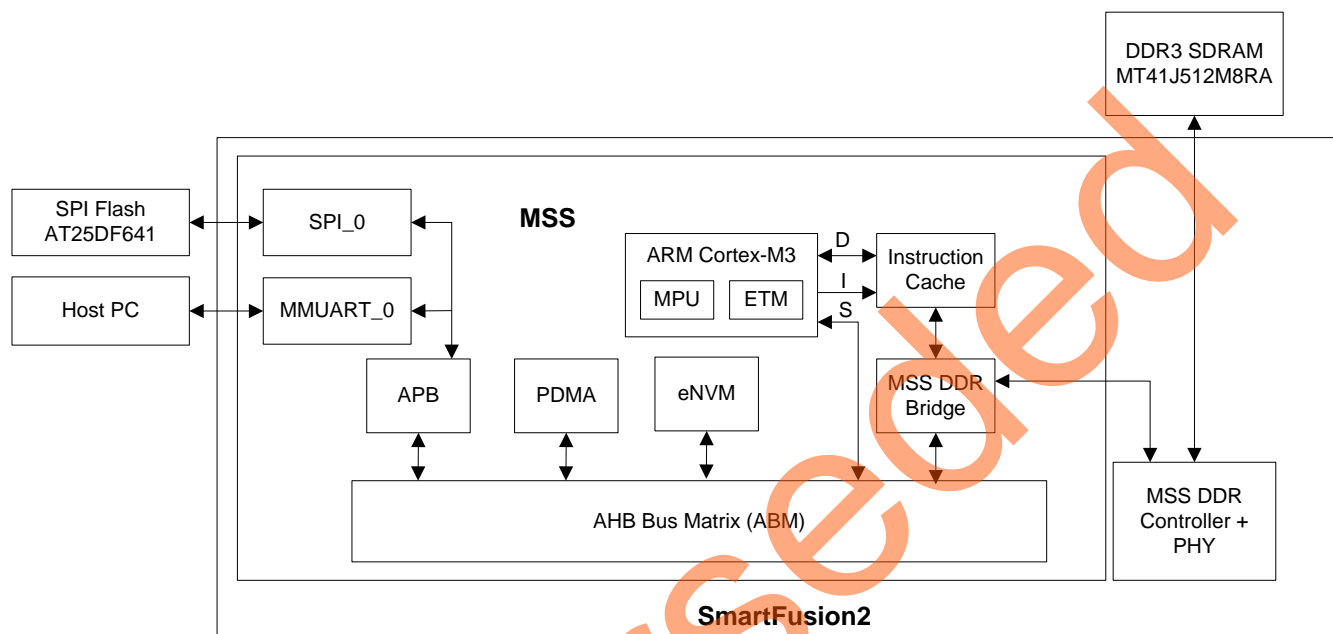 DDR3 SDRAM
MT41J512M8RA
SPI Flash
AT25DF641
SPI_0
MSS
Host PC
MMUART_0
ARM Cortex-M3
MPU
ETM
D
I
S
Instruction
Cache
APB
PDMA
eNVM
MSS DDR
Bridge
AHB Bus Matrix (ABM)
MSS DDR
Controller +
PHY
SmartFusion2
sseded